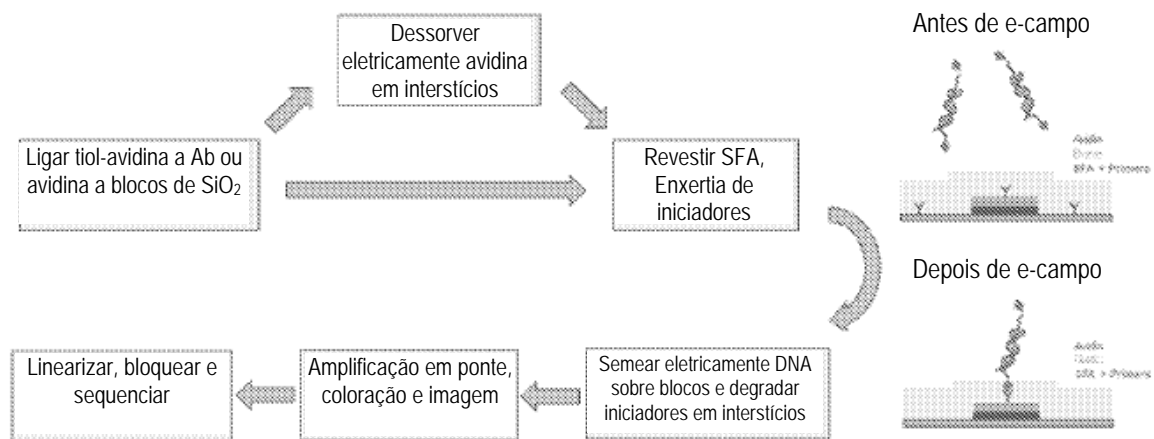 Dessorver
eletricamente avidina
em interstícios
Antes de e-campo
Ligar tiol-avidina a Ab ou
avidina a blocos de SiO₂
Revestir SFA,
Enxertia de
iniciadores
SFA + Primers
Depois de e-campo
Linearizar, bloquear e
sequenciar
Amplificação em ponte,
coloração e imagem
Semear eletricamente DNA
sobre blocos e degradar
iniciadores em interstícios